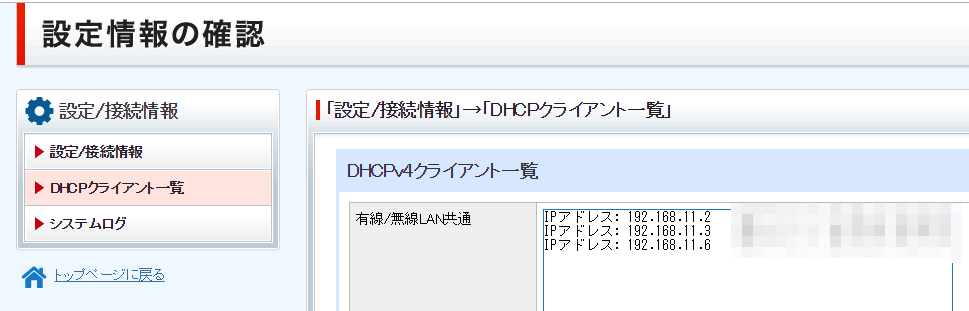 設定情報の確認
設定/接続情報
設定/接続情報
DHCPクライアント一覧
システムログ
トップページに戻る
「設定/接続情報」→「DHCPクライアント一覧」
DHCPv4クライアント一覧
有線/無線LAN共通
IPアドレス: 192.168.11.2
IPアドレス: 192.168.11.3
IPアドレス: 192.168.11.6